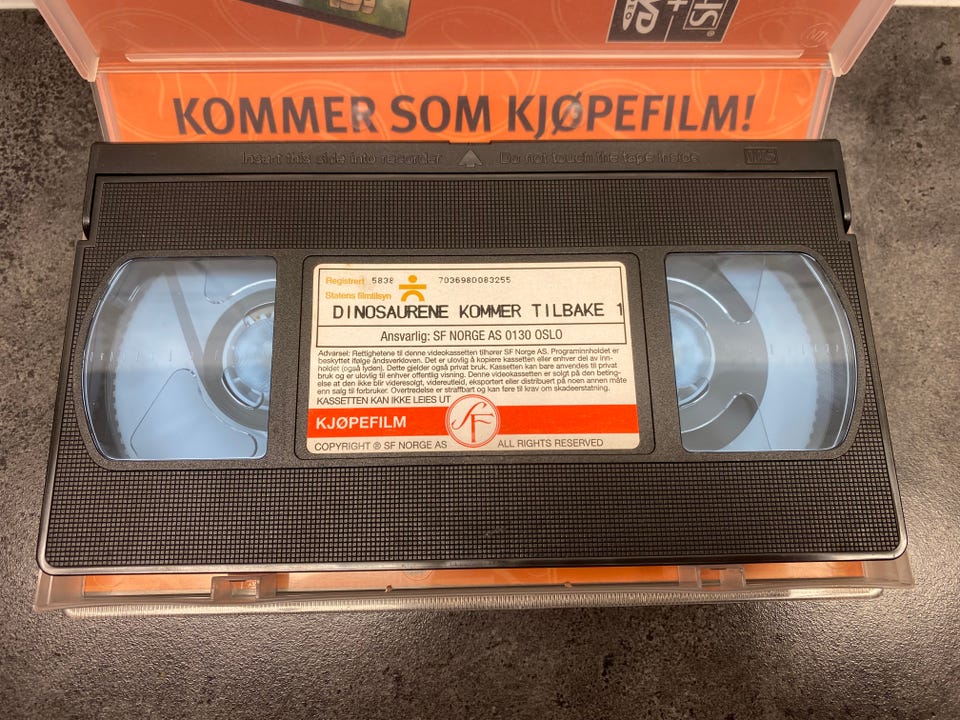 KOMMER SOM KJØPEFILM!
Insert this side into recorder Do not touch the tape inside VHS
Registrert 5838 7036980083255
Statens filmtilsyn
DINOSAURENE KOMMER TILBAKE 1
Ansvarlig: SF NORGE AS 0130 OSLO
Advarsel: Rettighetene til denne videokassetten tilhører SF Norge AS. Programinnholdet er
beskyttet ifølge åndsverkloven. Det er ulovlig å kopiere kassetten eller enhver del av inn-
holdet (også lyden). Dette gjelder også privat bruk. Kassetten kan bare anvendes til privat
bruk og er ulovlig til enhver offentlig visning. Denne videokassetten er solgt på den beting-
else at den ikke blir videresolgt, videreutleid, eksportert eller distribuert på noen annen måte
enn salg til forbruker. Overtredelse er straffbart og kan føre til krav om skadeerstatning.
KASSETTEN KAN IKKE LEIES UT
KJØPEFILM
SF
COPYRIGHT ® SF NORGE AS ALL RIGHTS RESERVED